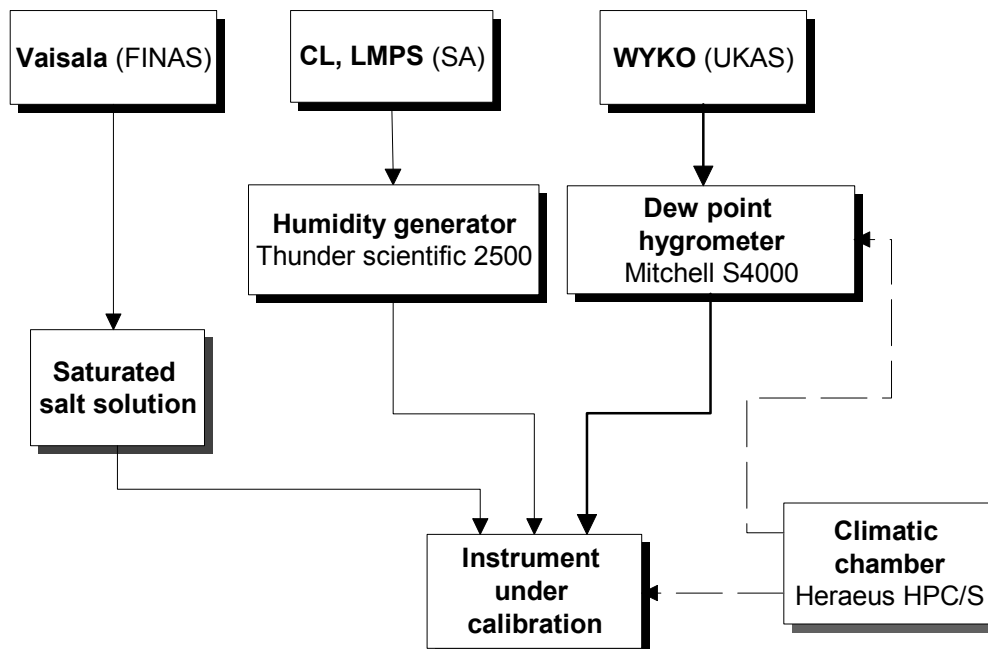 Vaisala (FINAS)
CL, LMPS (SA)
WYKO (UKAS)
Humidity generator
Thunder scientific 2500
Dew point
hygrometer
Mitchell S4000
Saturated
salt solution
Instrument
under
calibration
Climatic
chamber
Heraeus HPC/S